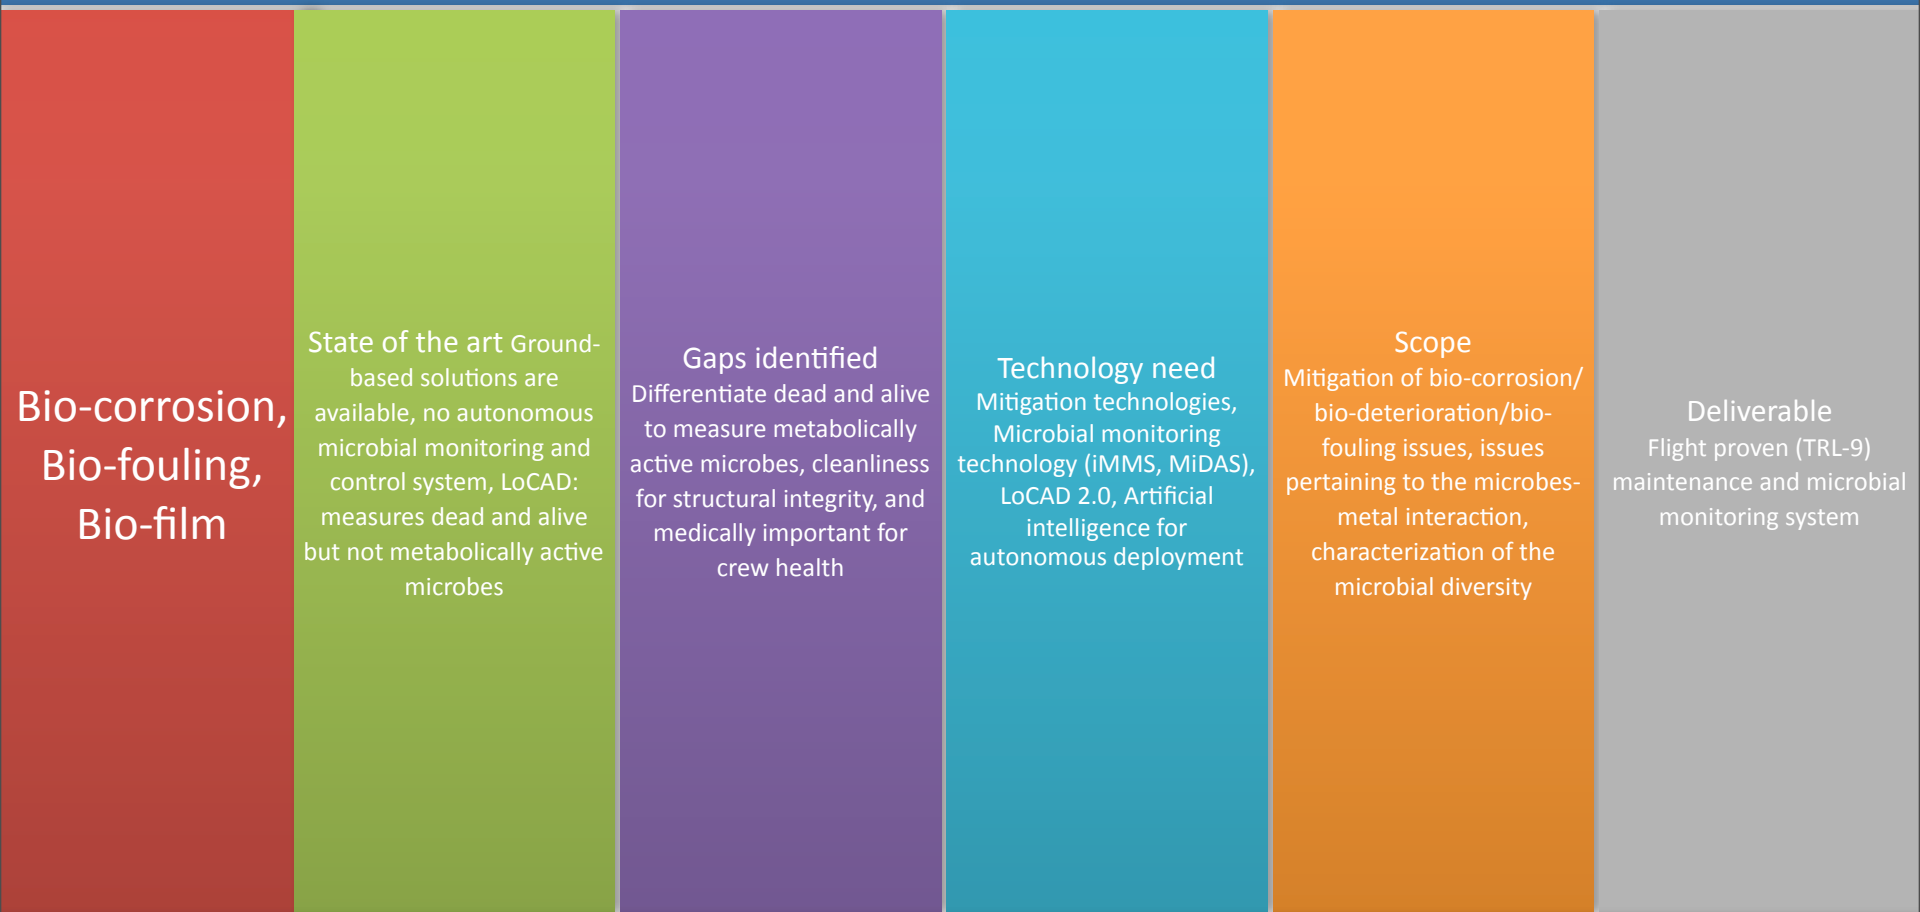 Bio-corrosion,
Bio-fouling,
Bio-film
State of the art Ground-
based solutions are
available, no autonomous
microbial monitoring and
control system, LoCAD:
measures dead and alive
but not metabolically active
microbes
Gaps identified
Differentiate dead and alive
to measure metabolically
active microbes, cleanliness
for structural integrity, and
medically important for
crew health
Technology need
Mitigation technologies,
Microbial monitoring
technology (iMMS, MiDAS),
LoCAD 2.0, Artificial
intelligence for
autonomous deployment
Scope
Mitigation of bio-corrosion/
bio-deterioration/bio-
fouling issues, issues
pertaining to the microbes-
metal interaction,
characterization of the
microbial diversity
Deliverable
Flight proven (TRL-9)
maintenance and microbial
monitoring system